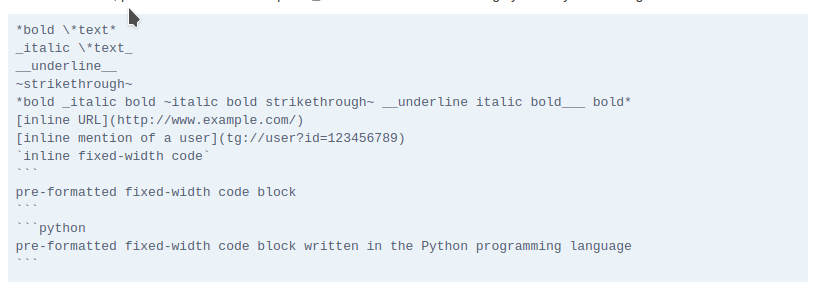 *bold \*text*
_italic \*text_
__underline__
~strikethrough~
*bold _italic bold ~italic bold strikethrough~ __underline italic bold___ bold*
[inline URL](http://www.example.com/)
[inline mention of a user](tg://user?id=123456789)
`inline fixed-width code`
```
pre-formatted fixed-width code block
```
```python
pre-formatted fixed-width code block written in the Python programming language
```